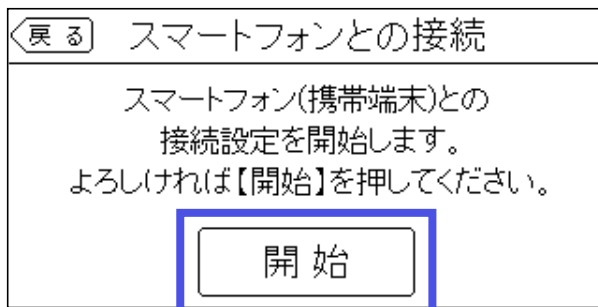 戻る スマートフォンとの接続
スマートフォン(携帯端末)との
接続設定を開始します。
よろしければ【開始】を押してください。
開始